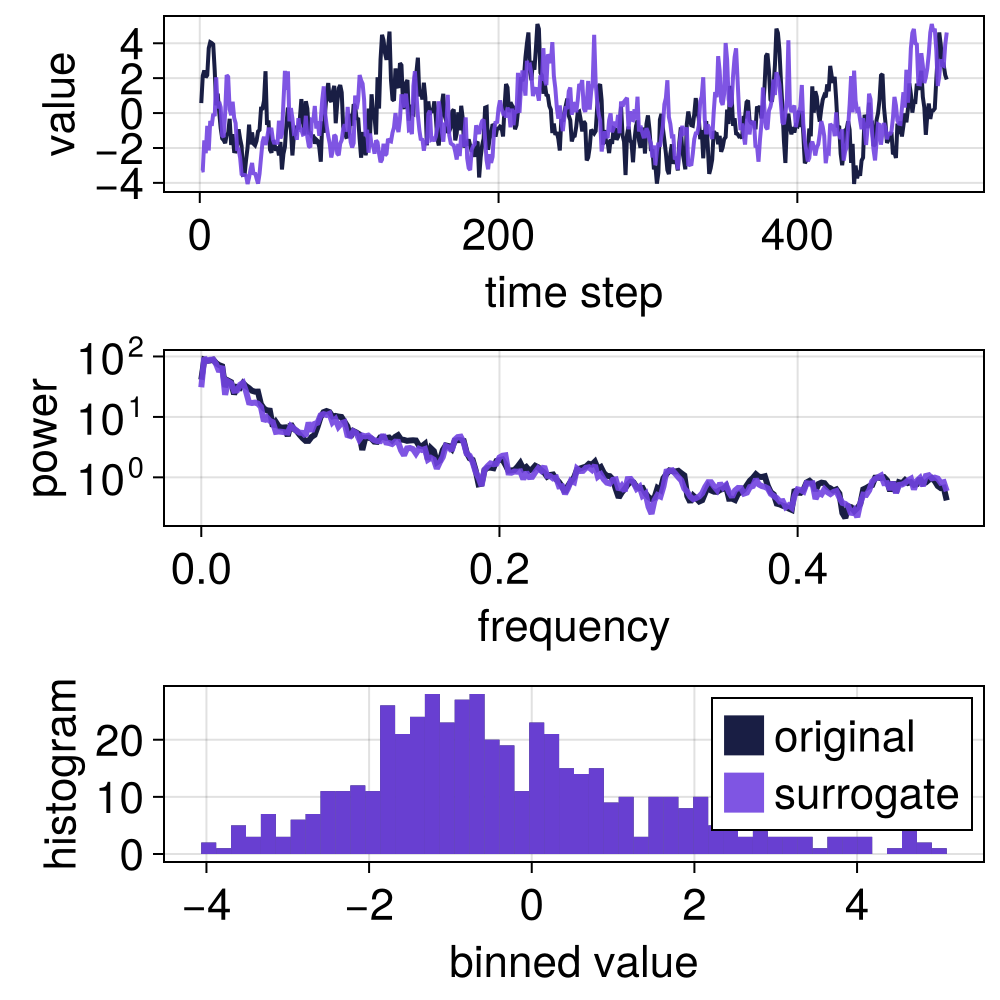 value
4
2
0
−2
−4
0 200 400
time step
power
10²
10¹
10⁰
0.0 0.2 0.4
frequency
histogram
20
10
0
original
surrogate
−4 −2 0 2 4
binned value